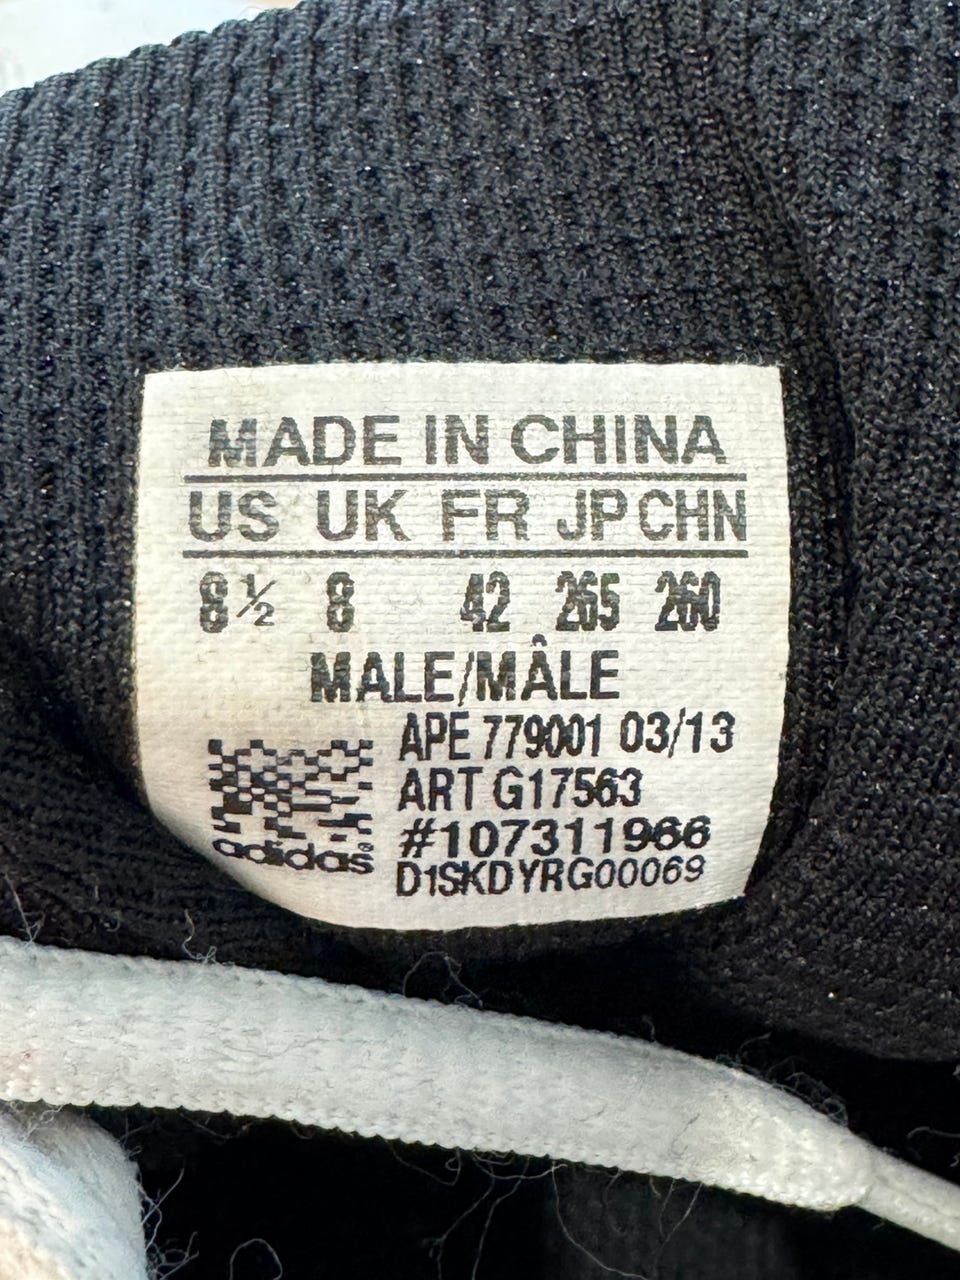 MADE IN CHINA
US UK FR JP CHN
8½ 8 42 265 260
MALE/MÂLE
APE 779001 03/13
ART G17563
#107311966
adidas®
D1SKDYRG00069